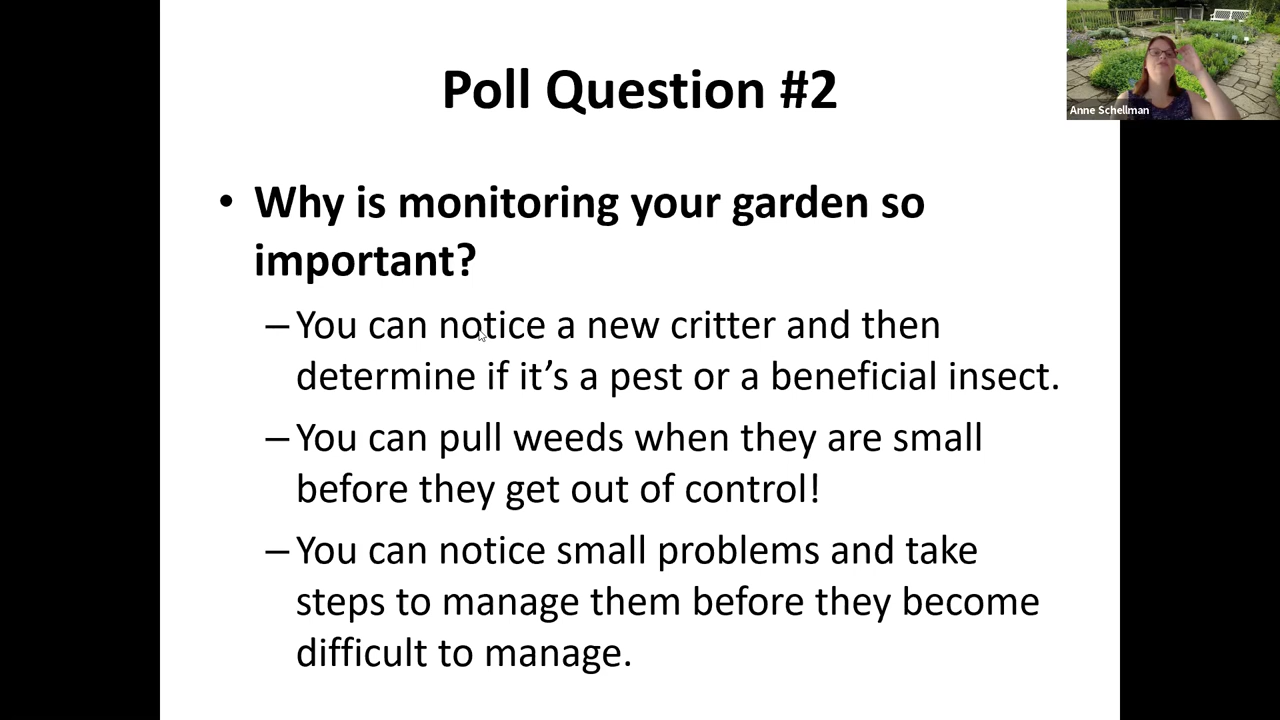 Poll Question #2
Anne Schellman
• Why is monitoring your garden so
important?
– You can notice a new critter and then
determine if it’s a pest or a beneficial insect.
– You can pull weeds when they are small
before they get out of control!
– You can notice small problems and take
steps to manage them before they become
difficult to manage.